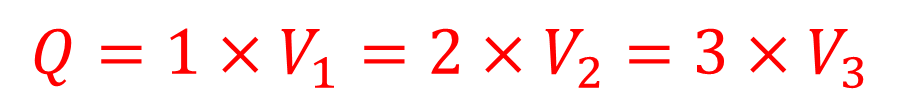 Q = 1 × V₁ = 2 × V₂ = 3 × V₃